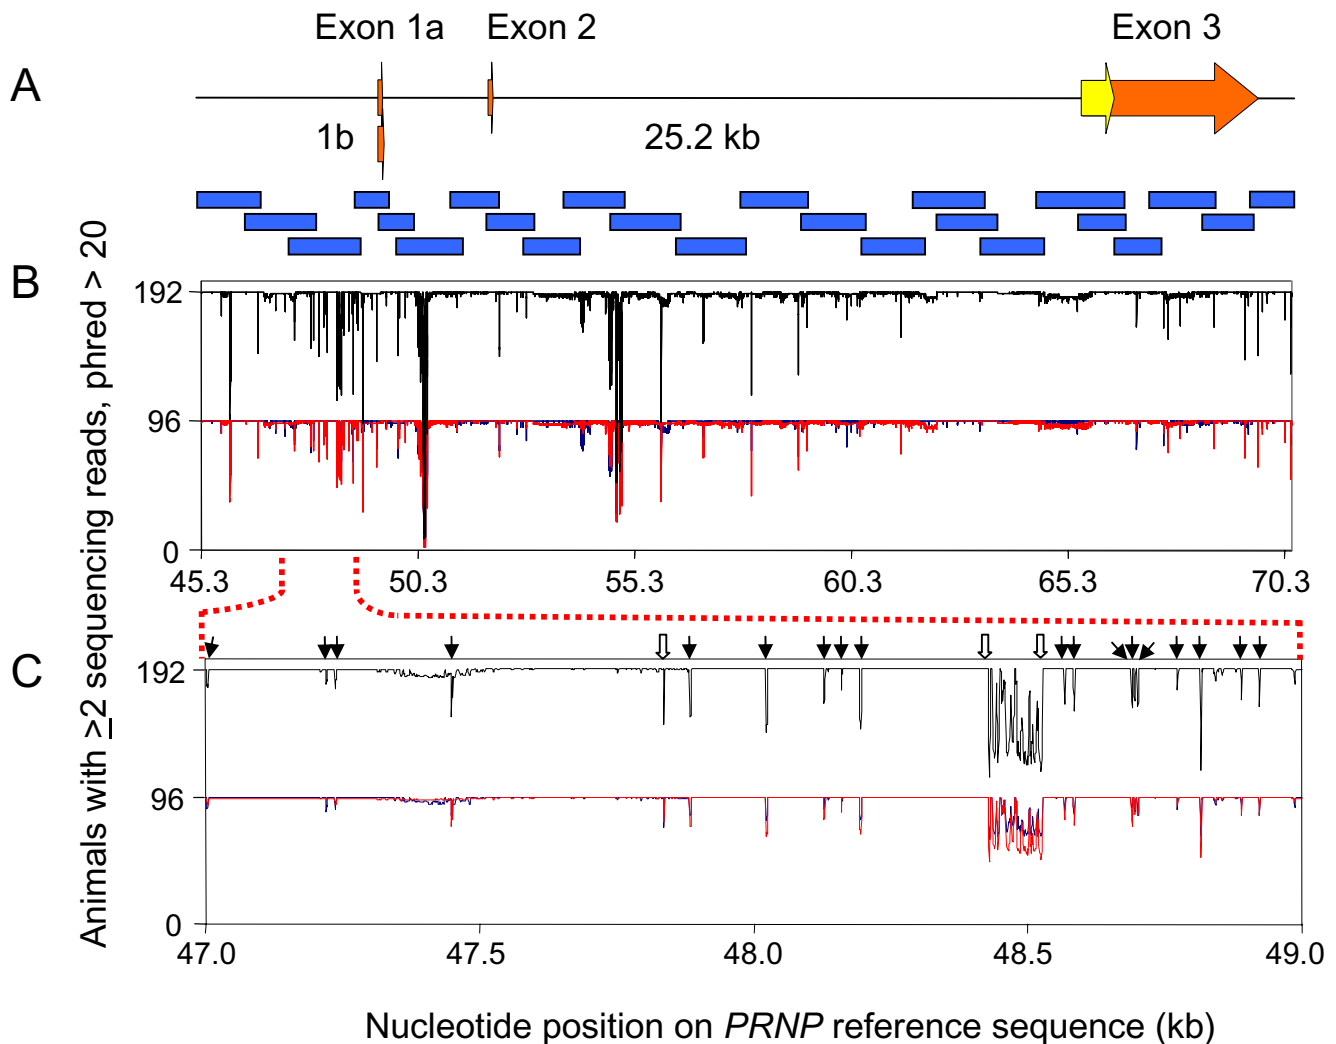 Exon 1a Exon 2 Exon 3
A
1b 25.2 kb
B
Animals with >2 sequencing reads, phred > 20
192
96
0
45.3 50.3 55.3 60.3 65.3 70.3
C
192
96
0
47.0 47.5 48.0 48.5 49.0
Nucleotide position on PRNP reference sequence (kb)